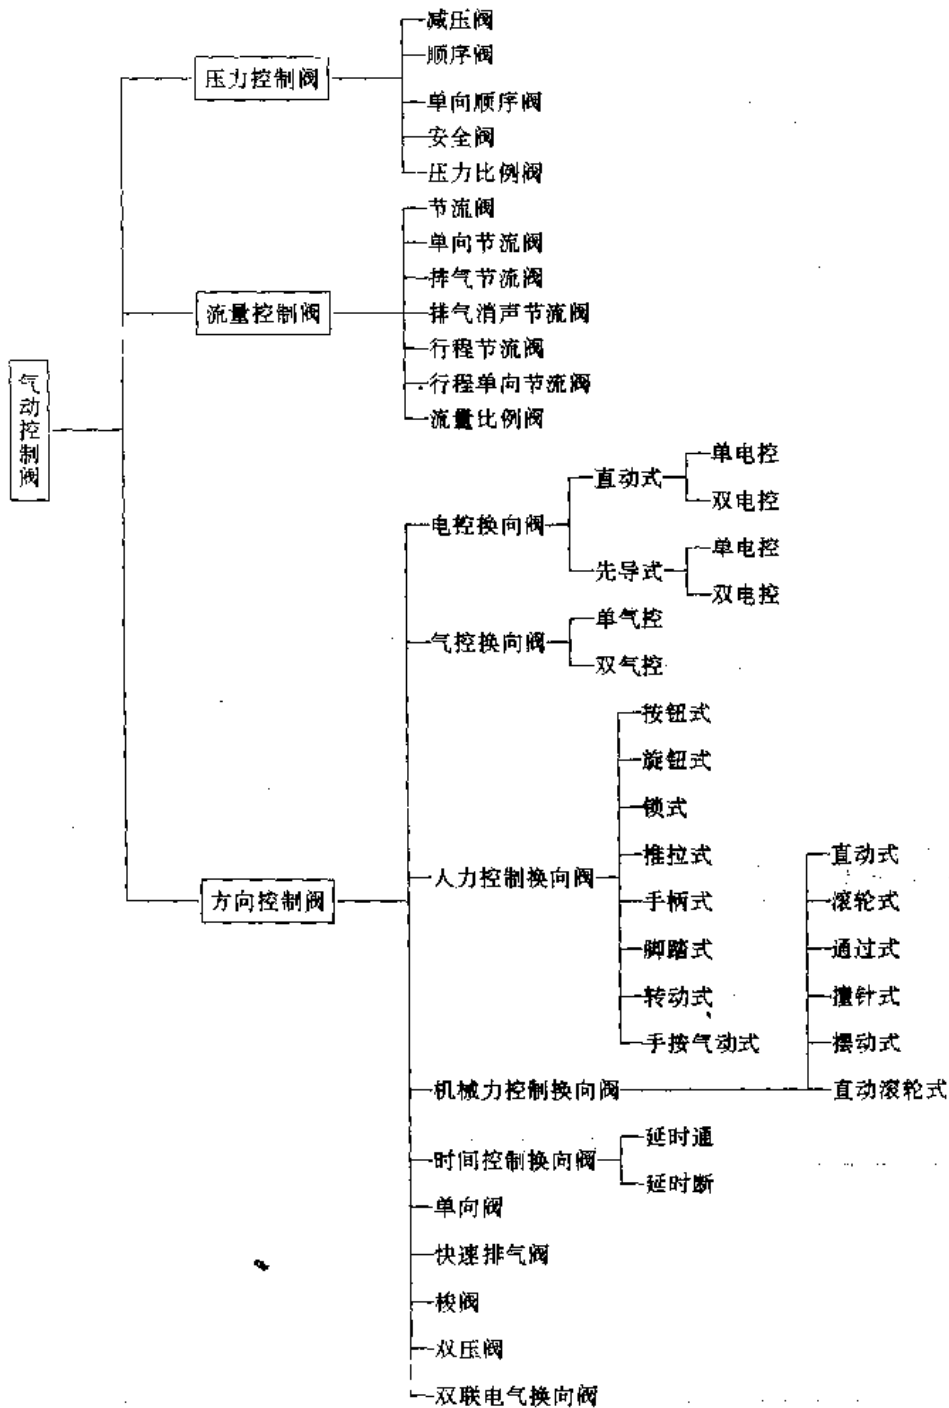 气动控制阀
压力控制阀
减压阀
顺序阀
单向顺序阀
安全阀
压力比例阀
流量控制阀
节流阀
单向节流阀
排气节流阀
排气消声节流阀
行程节流阀
行程单向节流阀
流量比例阀
方向控制阀
电控换向阀
直动式
单电控
双电控
先导式
单电控
双电控
气控换向阀
单气控
双气控
人力控制换向阀
按钮式
旋钮式
锁式
推拉式
手柄式
脚踏式
转动式
手按气动式
机械力控制换向阀
直动式
滚轮式
通过式
撞针式
摆动式
直动滚轮式
时间控制换向阀
延时通
延时断
单向阀
快速排气阀
梭阀
双压阀
双联电气换向阀